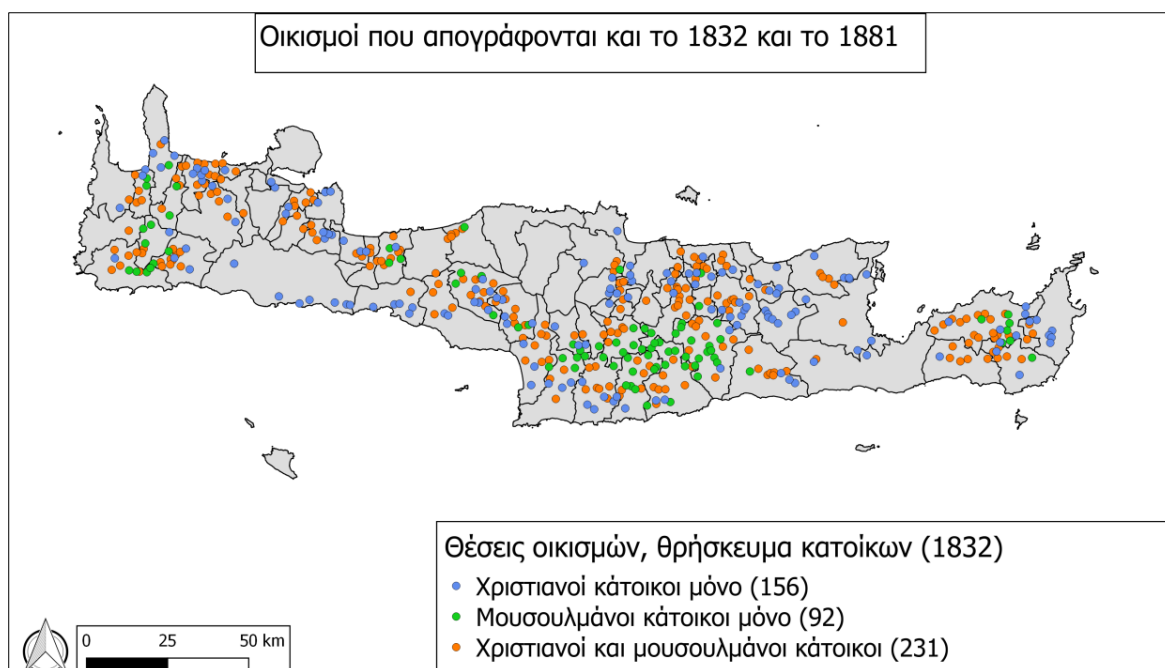 Οικισμοί που απογράφονται και το 1832 και το 1881
Θέσεις οικισμών, θρήσκευμα κατοίκων (1832)
Χριστιανοί κάτοικοι μόνο (156)
Μουσουλμάνοι κάτοικοι μόνο (92)
Χριστιανοί και μουσουλμάνοι κάτοικοι (231)
0 25 50 km